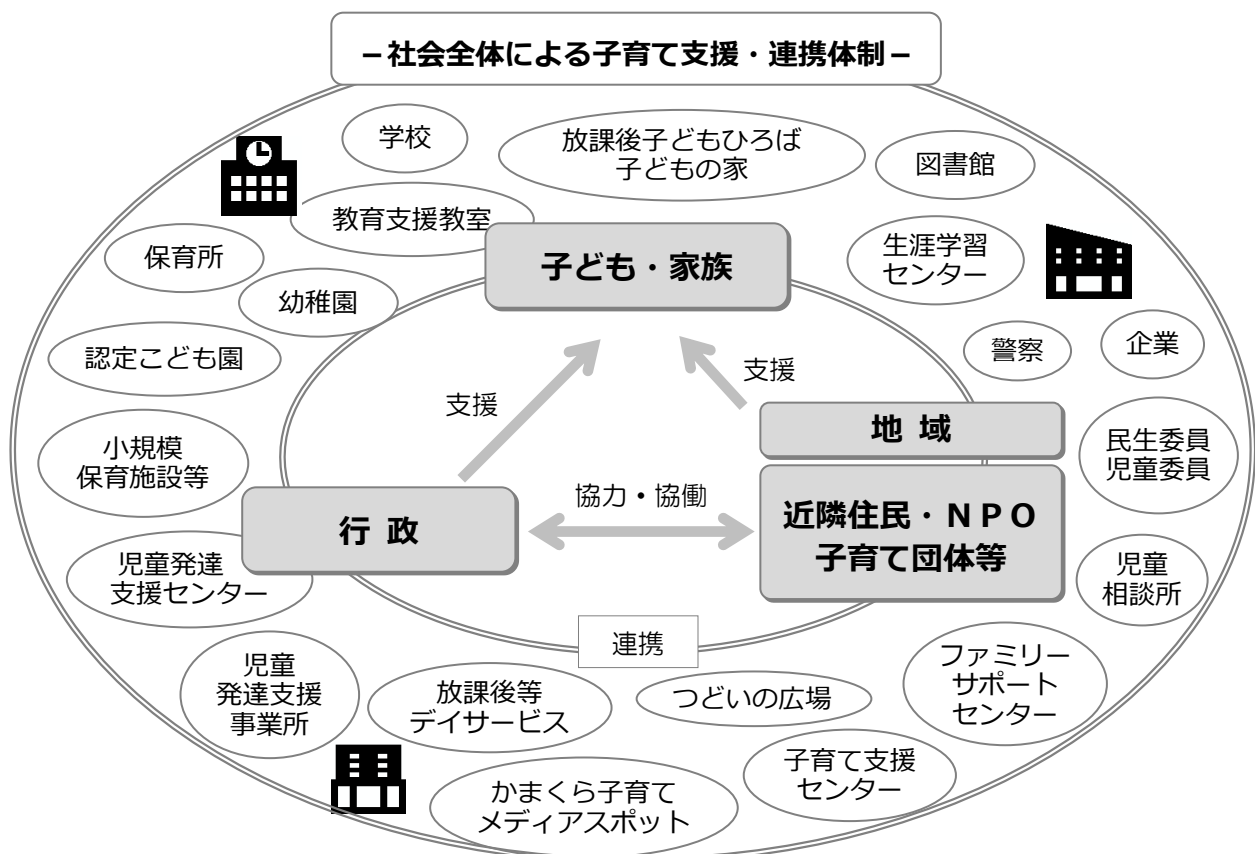 －社会全体による子育て支援・連携体制－
学校
放課後子どもひろば
子どもの家
図書館
教育支援教室
保育所
子ども・家族
生涯学習
センター
幼稚園
認定こども園
警察
企業
支援
支援
地 域
小規模
保育施設等
民生委員
児童委員
協力・協働
行 政
近隣住民・ＮＰＯ
子育て団体等
児童発達
支援センター
児童
相談所
連携
児童
発達支援
事業所
放課後等
デイサービス
つどいの広場
ファミリー
サポート
センター
かまくら子育て
メディアスポット
子育て支援
センター